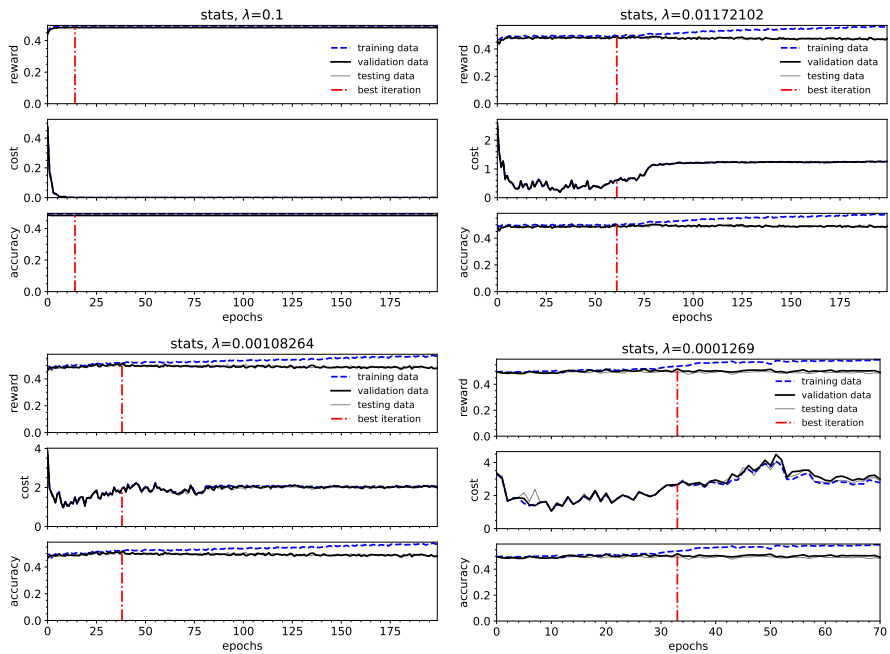 stats, λ=0.1
reward
0.4
0.2
0.0
training data
validation data
testing data
best iteration
cost
0.4
0.2
0.0
accuracy
0.4
0.2
0.0
0 25 50 75 100 125 150 175
epochs
stats, λ=0.01172102
reward
0.4
0.2
0.0
training data
validation data
testing data
best iteration
cost
2
1
0
accuracy
0.4
0.2
0.0
0 25 50 75 100 125 150 175
epochs
stats, λ=0.00108264
reward
0.4
0.2
0.0
training data
validation data
testing data
best iteration
cost
4
2
0
accuracy
0.4
0.2
0.0
0 25 50 75 100 125 150 175
epochs
stats, λ=0.0001269
reward
0.4
0.2
0.0
training data
validation data
testing data
best iteration
cost
4
2
0
accuracy
0.4
0.2
0.0
0 10 20 30 40 50 60 70
epochs